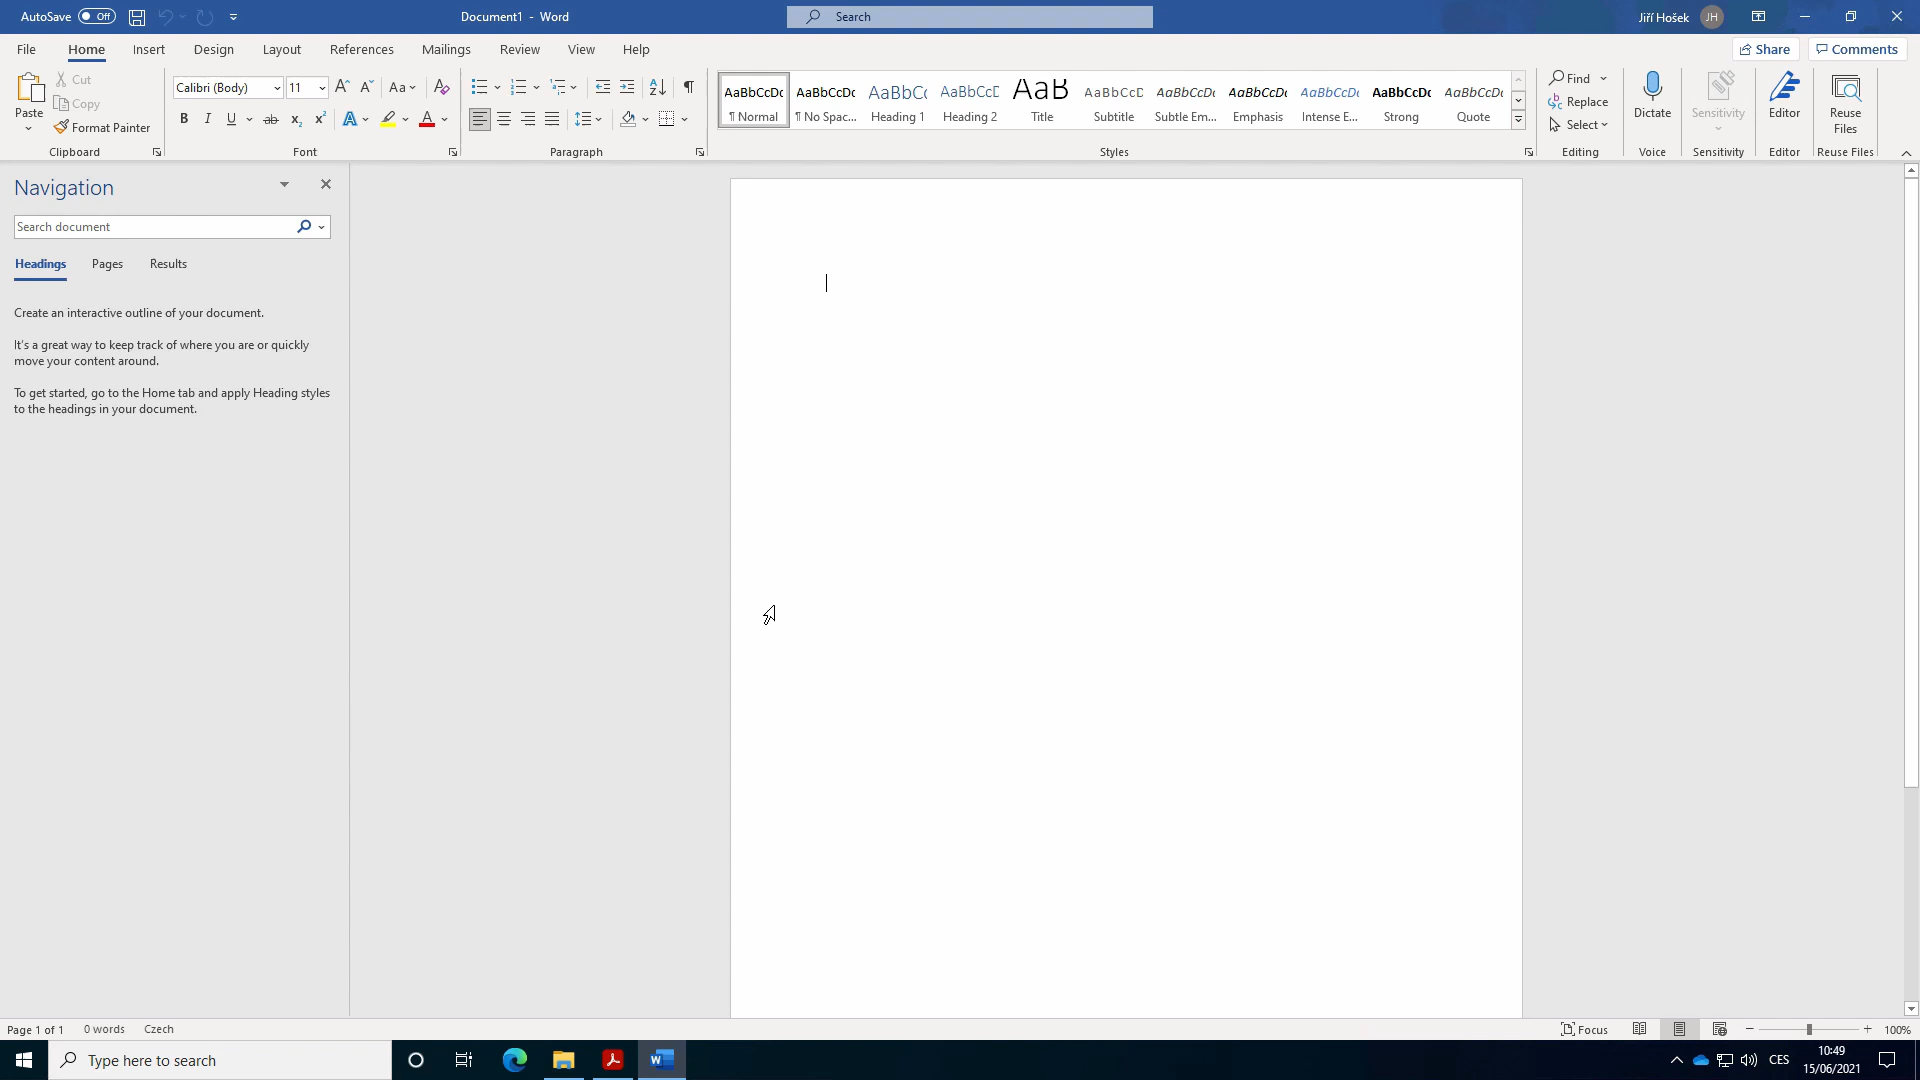 AutoSave Off Document1 - Word Search Jiří Hošek JH
File Home Insert Design Layout References Mailings Review View Help Share Comments
Paste Cut Copy Format Painter Clipboard
Calibri (Body) 11 Font
Paragraph
AaBbCcDc AaBbCcDc AaBbCc AaBbCcD AaB AaBbCcD AaBbCcDc AaBbCcDc AaBbCcDc AaBbCcDc AaBbCcDc
¶ Normal ¶ No Spac... Heading 1 Heading 2 Title Subtitle Subtle Em... Emphasis Intense E... Strong Quote
Styles
Find
Replace
Select
Editing
Dictate
Voice
Sensitivity
Sensitivity
Editor
Editor
Reuse
Files
Reuse Files
Navigation
Search document
Headings Pages Results
Create an interactive outline of your document.
It's a great way to keep track of where you are or quickly
move your content around.
To get started, go to the Home tab and apply Heading styles
to the headings in your document.
Page 1 of 1 0 words Czech Focus 100%
Type here to search CES 10:49
15/06/2021